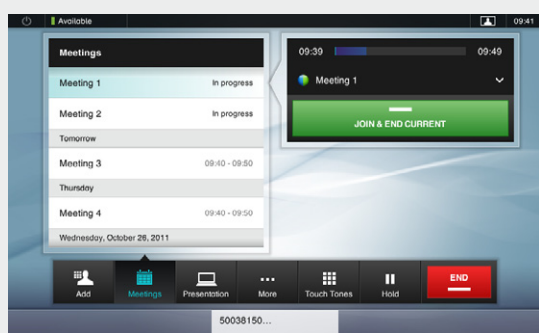 Available 09:41
Meetings
Meeting 1 In progress
Meeting 2 In progress
Tomorrow
Meeting 3 09:40 - 09:50
Thursday
Meeting 4 09:40 - 09:50
Wednesday, October 26, 2011
09:39 09:49
Meeting 1
JOIN & END CURRENT
Add Meetings Presentation More Touch Tones Hold END
50038150...